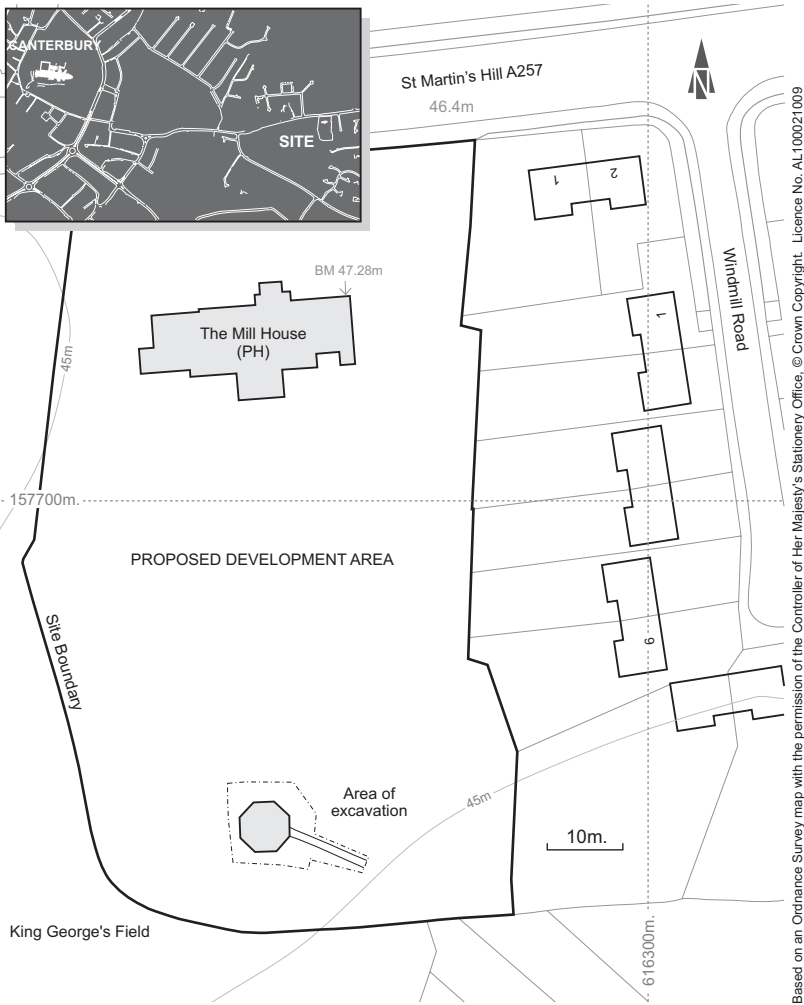 CANTERBURY
SITE
St Martin's Hill A257
46.4m
N
1
2
BM 47.28m
The Mill House
(PH)
45m
Windmill Road
1
157700m.
PROPOSED DEVELOPMENT AREA
Site Boundary
9
Area of
excavation
45m
10m.
King George's Field
616300m.
Based on an Ordnance Survey map with the permission of the Controller of Her Majesty's Stationery Office, © Crown Copyright. Licence No. AL100021009